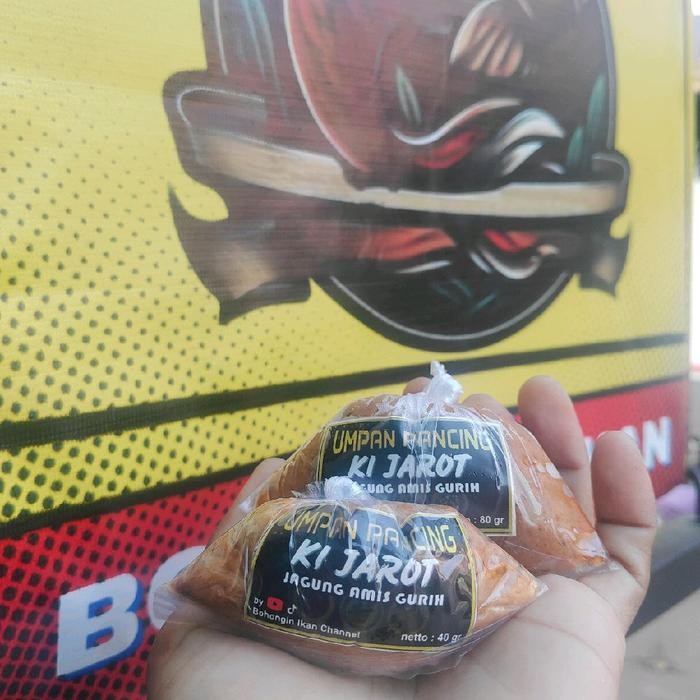 UMPAN PANCING
KI JAROT
JAGUNG AMIS GURIH
: 80 gr
UMPAN PANCING
KI JAROT
JAGUNG AMIS GURIH
by
Bohongin Ikan Channel
netto : 40 gr